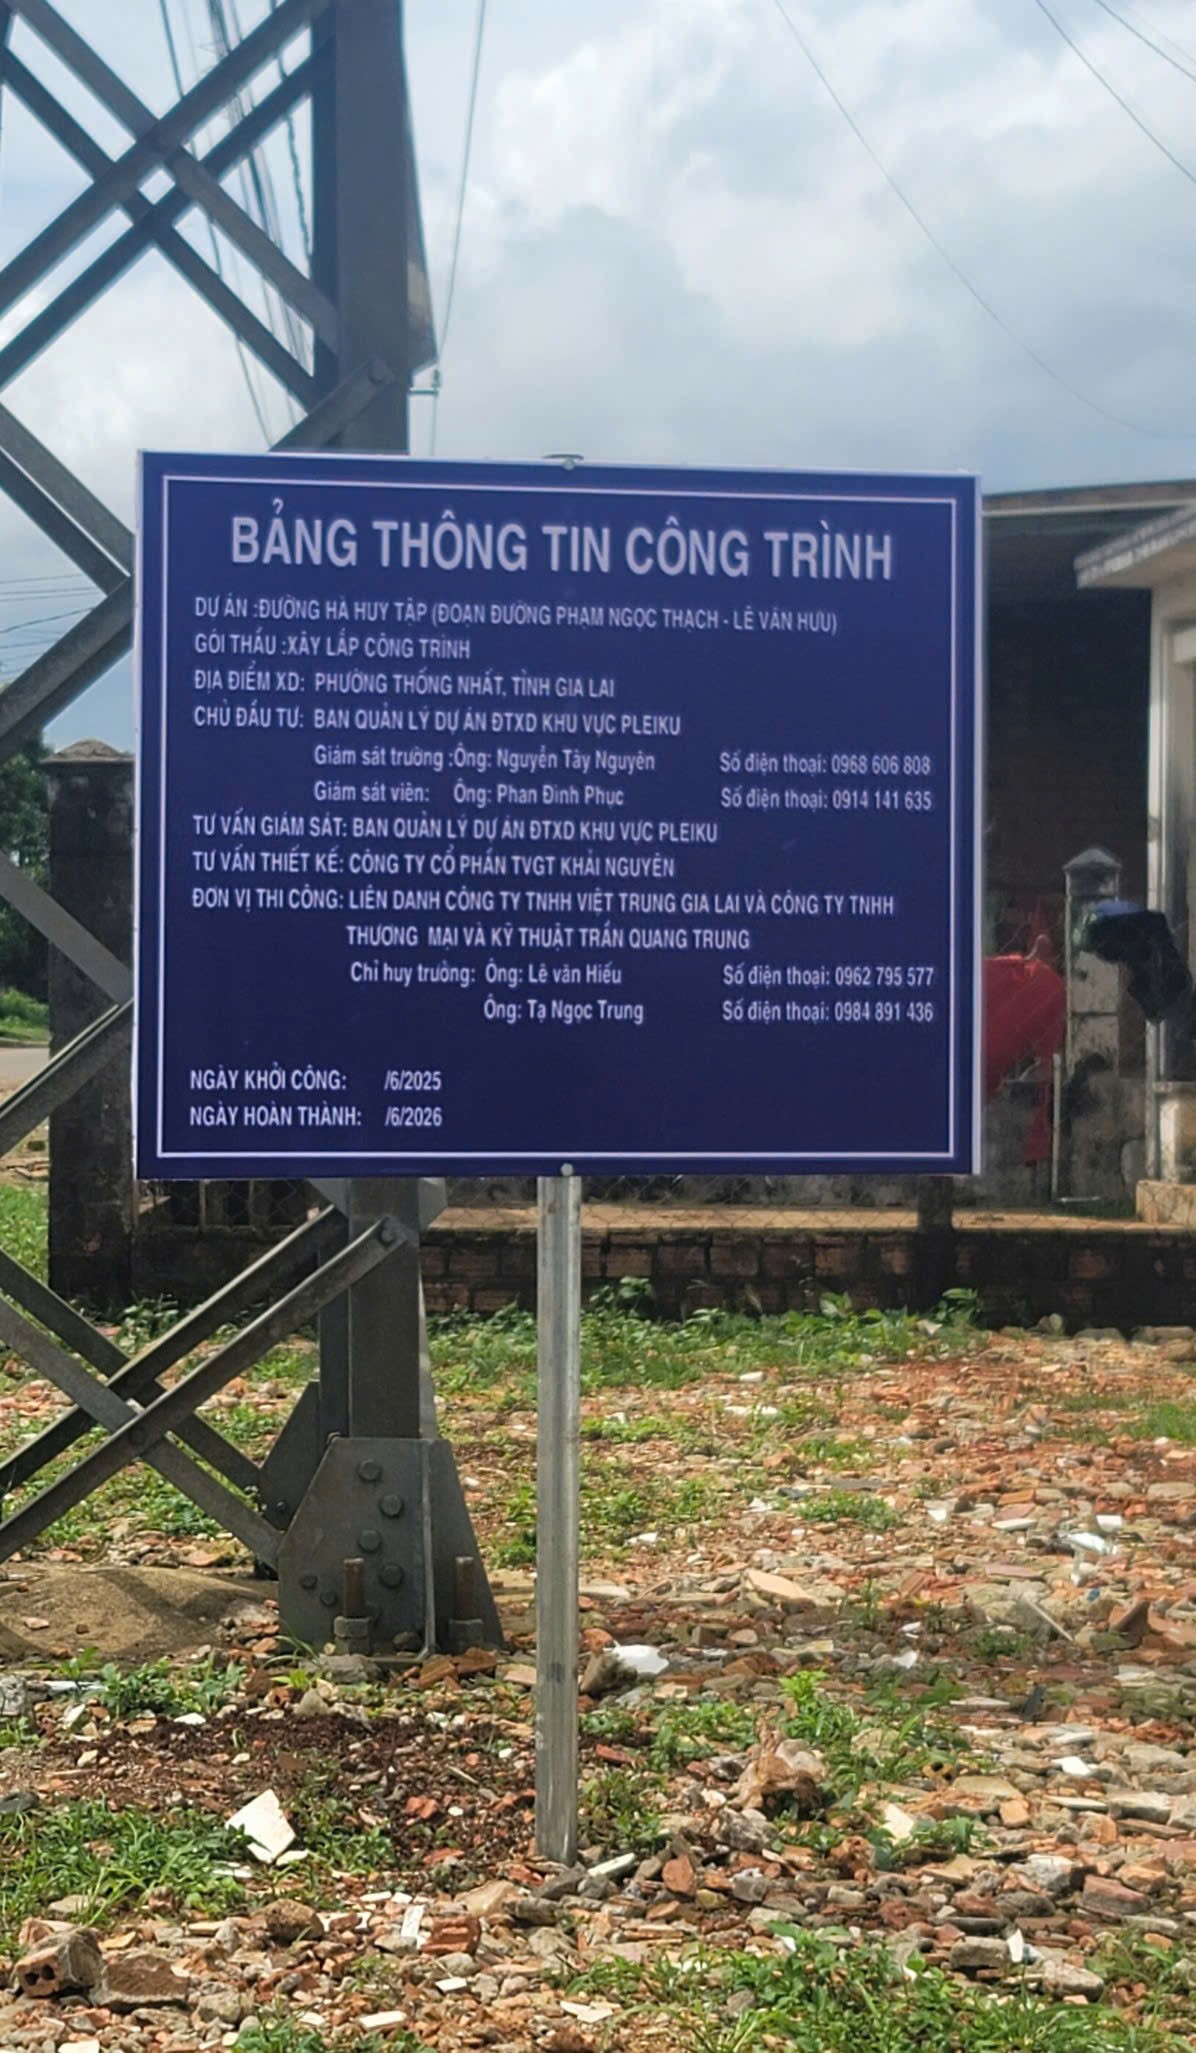 BẢNG THÔNG TIN CÔNG TRÌNH
DỰ ÁN :ĐƯỜNG HÀ HUY TẬP (ĐOẠN ĐƯỜNG PHẠM NGỌC THẠCH - LÊ VĂN HƯU)
GÓI THẦU :XÂY LẮP CÔNG TRÌNH
ĐỊA ĐIỂM XD: PHƯỜNG THỐNG NHẤT, TỈNH GIA LAI
CHỦ ĐẦU TƯ: BAN QUẢN LÝ DỰ ÁN ĐTXD KHU VỰC PLEIKU
Giám sát trưởng :Ông: Nguyễn Tây Nguyên Số điện thoại: 0968 606 808
Giám sát viên: Ông: Phan Đình Phục Số điện thoại: 0914 141 635
TƯ VẤN GIÁM SÁT: BAN QUẢN LÝ DỰ ÁN ĐTXD KHU VỰC PLEIKU
TƯ VẤN THIẾT KẾ: CÔNG TY CỔ PHẦN TVGT KHẢI NGUYÊN
ĐƠN VỊ THI CÔNG: LIÊN DANH CÔNG TY TNHH VIỆT TRUNG GIA LAI VÀ CÔNG TY TNHH
THƯƠNG MẠI VÀ KỸ THUẬT TRẦN QUANG TRUNG
Chỉ huy trưởng: Ông: Lê văn Hiếu Số điện thoại: 0962 795 577
Ông: Tạ Ngọc Trung Số điện thoại: 0984 891 436
NGÀY KHỞI CÔNG: /6/2025
NGÀY HOÀN THÀNH: /6/2026